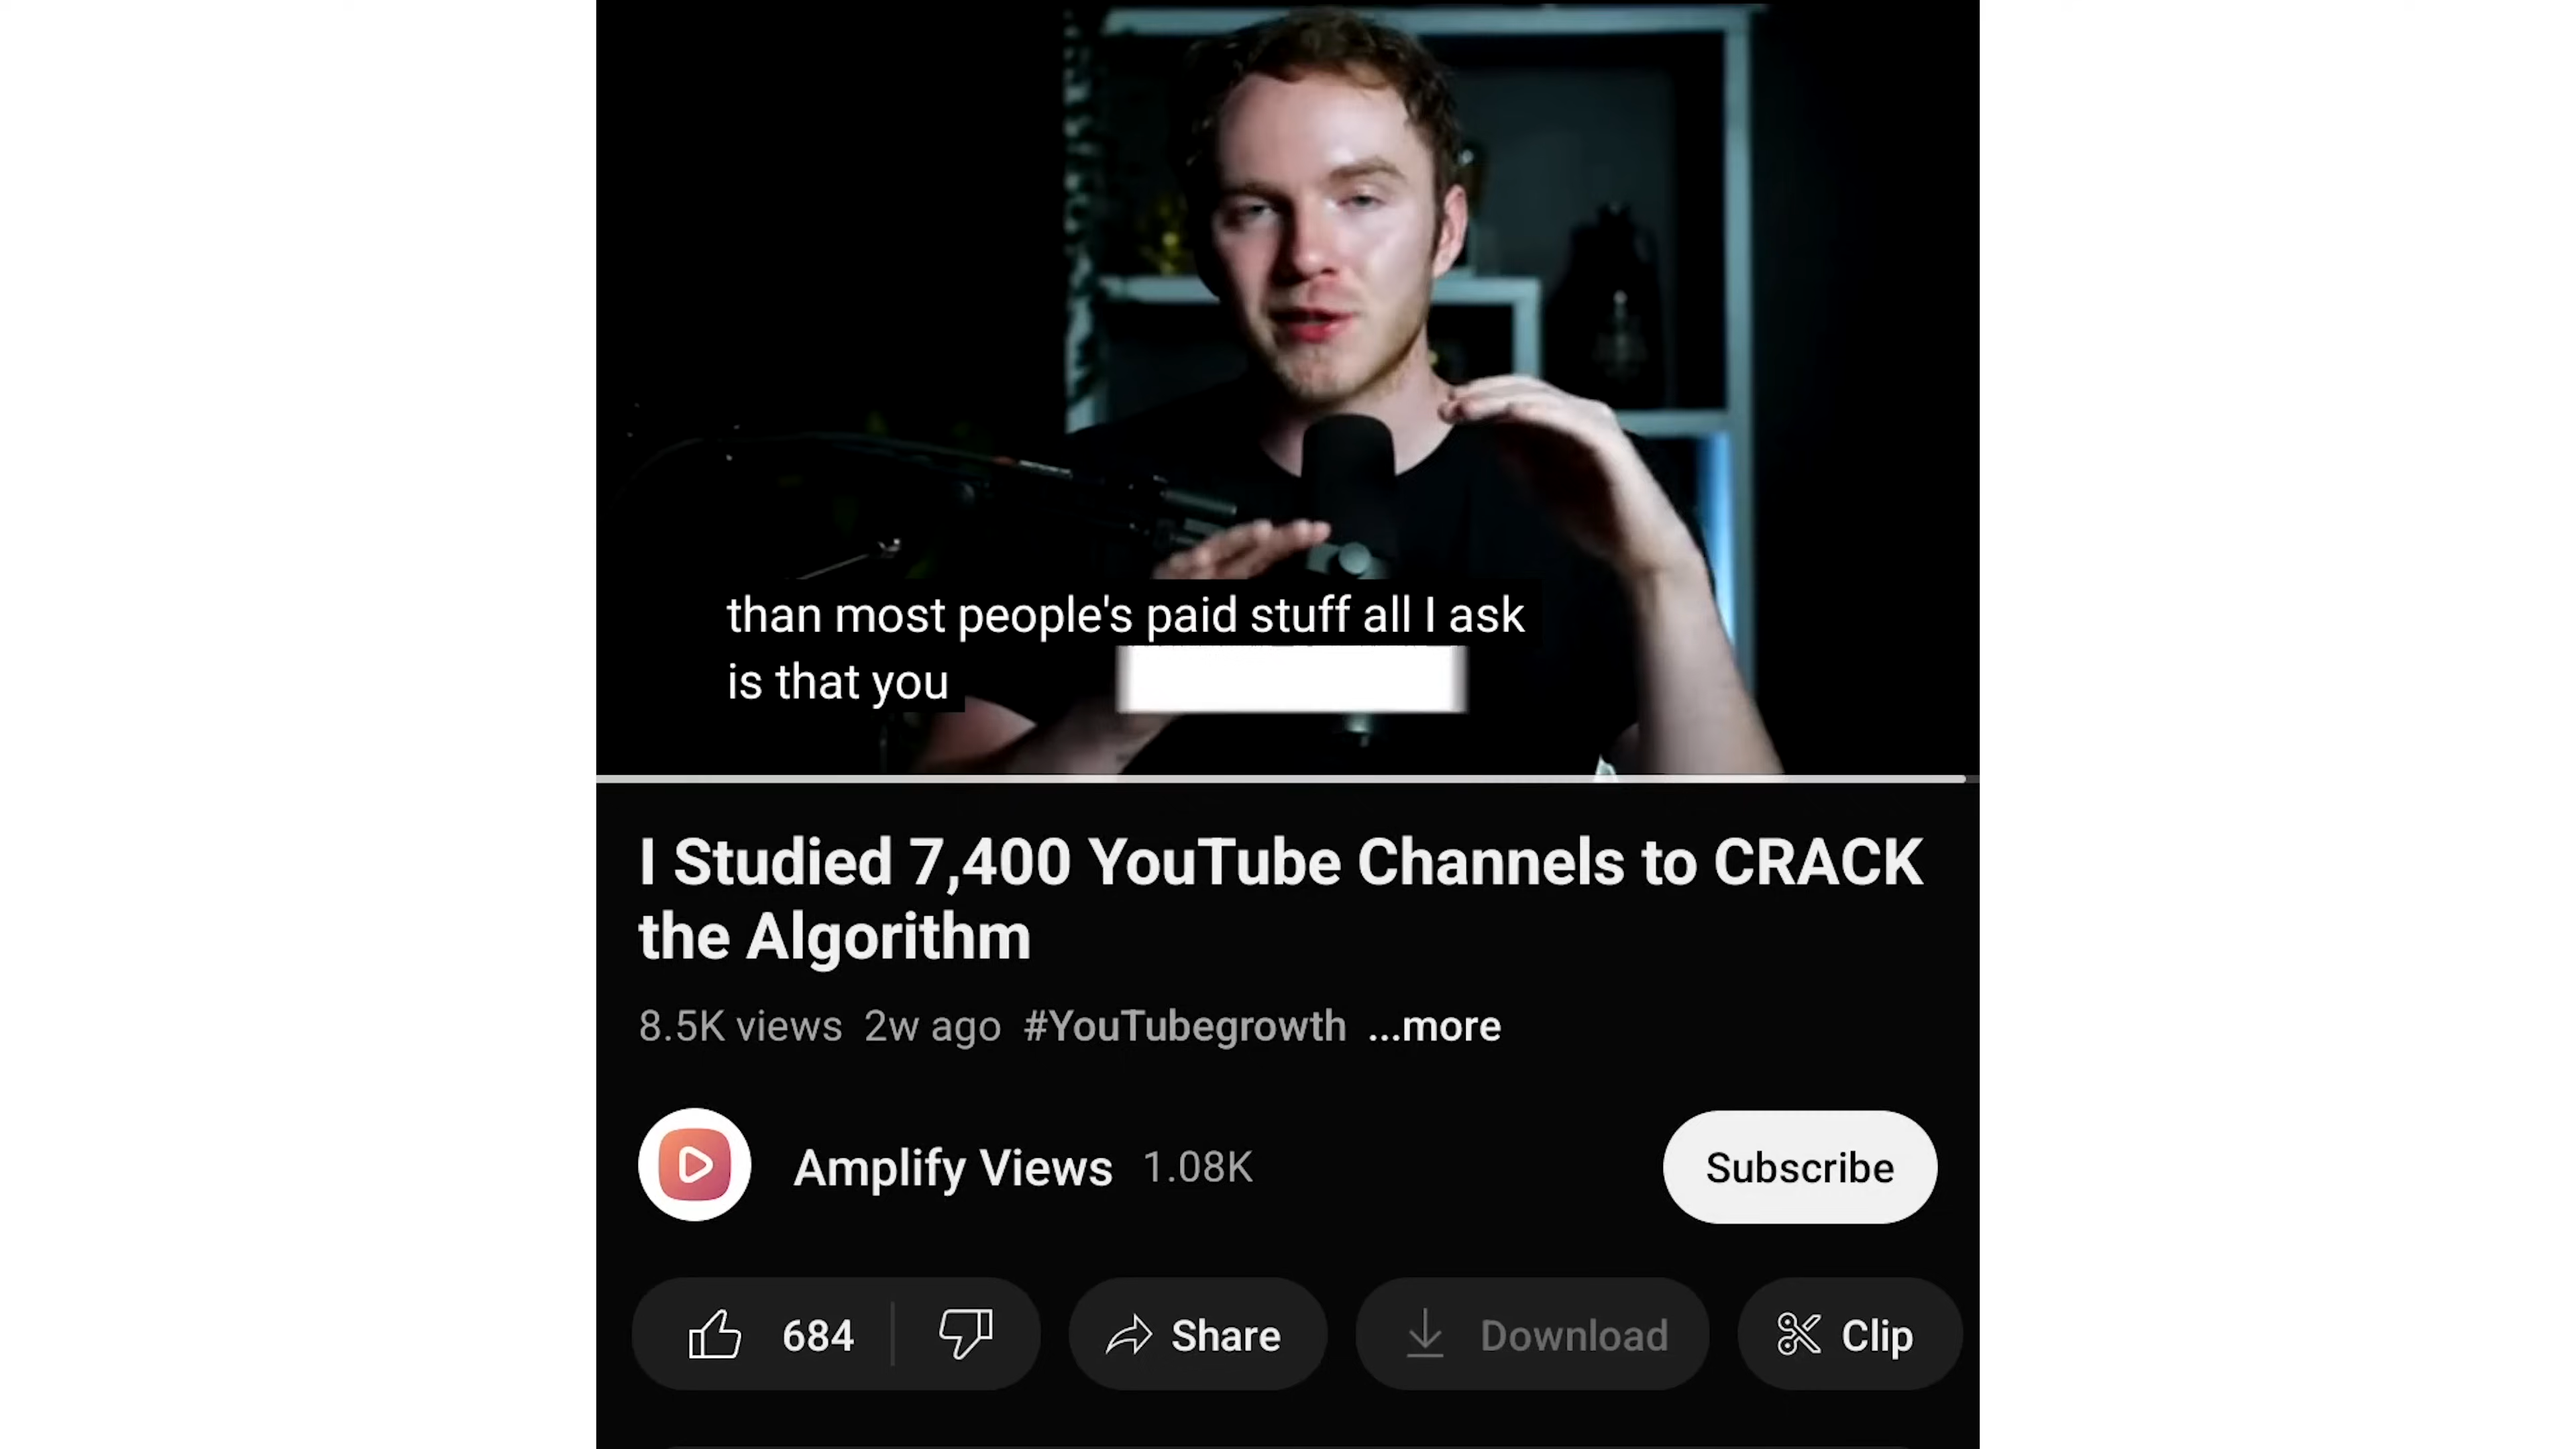 than most people's paid stuff all I ask
is that you
I Studied 7,400 YouTube Channels to CRACK
the Algorithm
8.5K views 2w ago #YouTubegrowth ...more
Amplify Views 1.08K
Subscribe
684 Share Download Clip